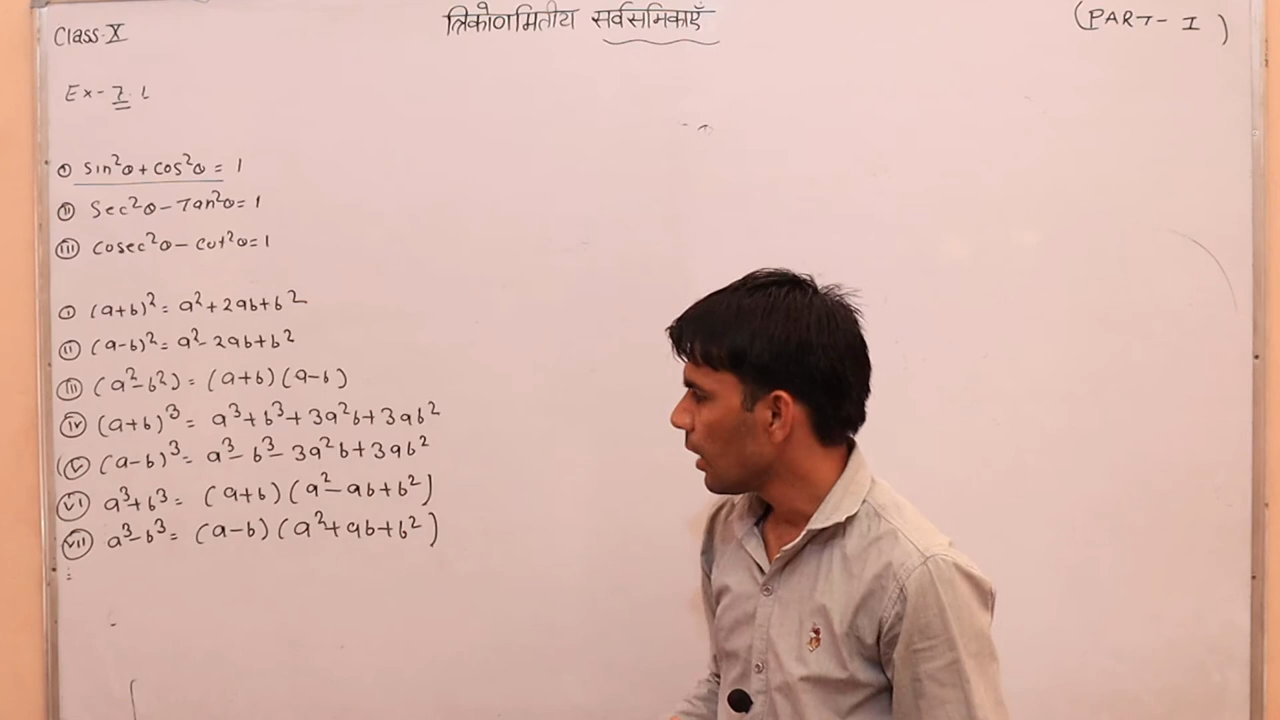 Class-X
त्रिकोणमितीय सर्वसमिकाएँ
(PART-I)
Ex-7.1
(i) sin²θ+cos²θ=1
(ii) Sec²θ-Tan²θ=1
(iii) cosec²θ-cot²θ=1
(i) (a+b)²=a²+2ab+b²
(ii) (a-b)²=a²-2ab+b²
(iii) (a²-b²)=(a+b)(a-b)
(iv) (a+b)³=a³+b³+3a²b+3ab²
(v) (a-b)³=a³-b³-3a²b+3ab²
(vi) a³+b³=(a+b)(a²-ab+b²)
(vii) a³-b³=(a-b)(a²+ab+b²)